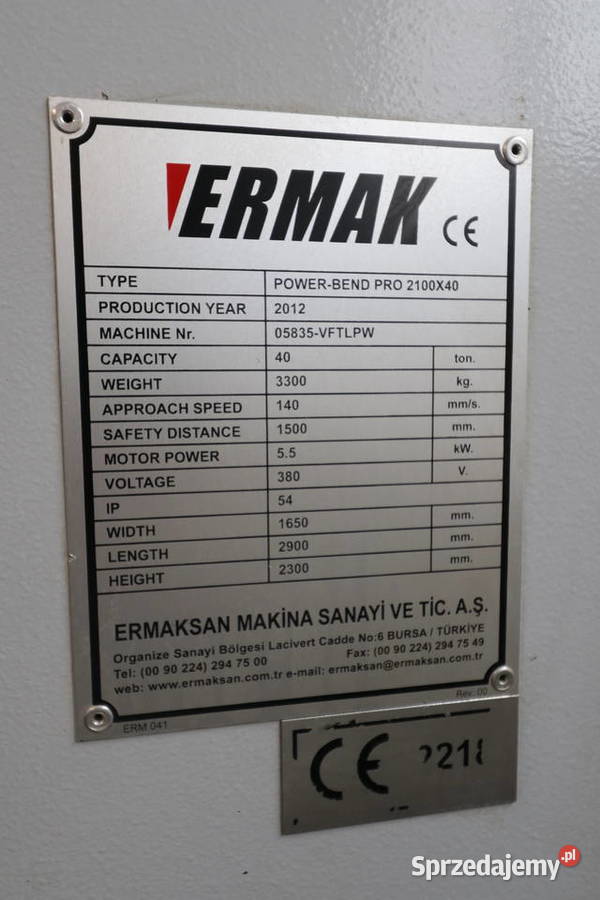 ERMAK CE
TYPE POWER-BEND PRO 2100X40
PRODUCTION YEAR 2012
MACHINE Nr. 05835-VFTLPW
CAPACITY 40 ton.
WEIGHT 3300 kg.
APPROACH SPEED 140 mm/s.
SAFETY DISTANCE 1500 mm.
MOTOR POWER 5.5 kW.
VOLTAGE 380 V.
IP 54
WIDTH 1650 mm.
LENGTH 2900 mm.
HEIGHT 2300 mm.
ERMAKSAN MAKİNA SANAYİ VE TİC. A.Ş.
Organize Sanayi Bölgesi Lacivert Cadde No:6 BURSA / TÜRKİYE
Tel: (00 90 224) 294 75 00 Fax: (00 90 224) 294 75 49
web: www.ermaksan.com.tr e-mail: ermaksan@ermaksan.com.tr
ERM 041 Rev. 00
CE
Sprzedajemy.pl